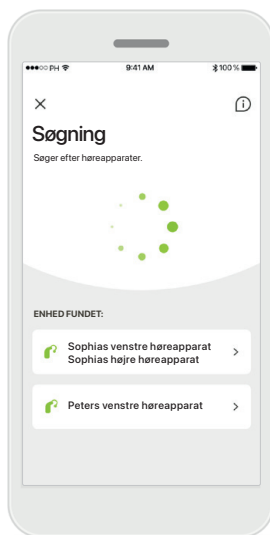 PH 9:41 AM 100 %
Søgning
Søger efter høreapparater.
ENHED FUNDET:
Sophias venstre høreapparat
Sophias højre høreapparat
Peters venstre høreapparat